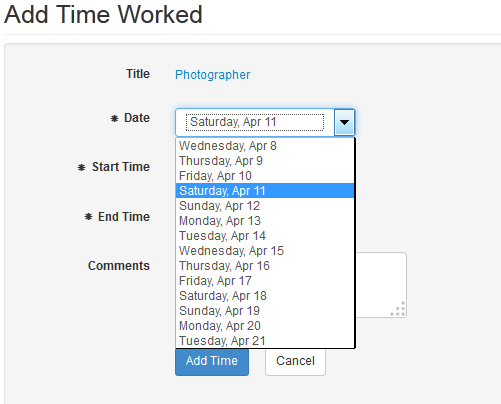 Add Time Worked
Title Photographer
✱ Date Saturday, Apr 11
Wednesday, Apr 8
Thursday, Apr 9
✱ Start Time Friday, Apr 10
Saturday, Apr 11
Sunday, Apr 12
✱ End Time Monday, Apr 13
Tuesday, Apr 14
Wednesday, Apr 15
Comments Thursday, Apr 16
Friday, Apr 17
Saturday, Apr 18
Sunday, Apr 19
Monday, Apr 20
Tuesday, Apr 21
Add Time Cancel